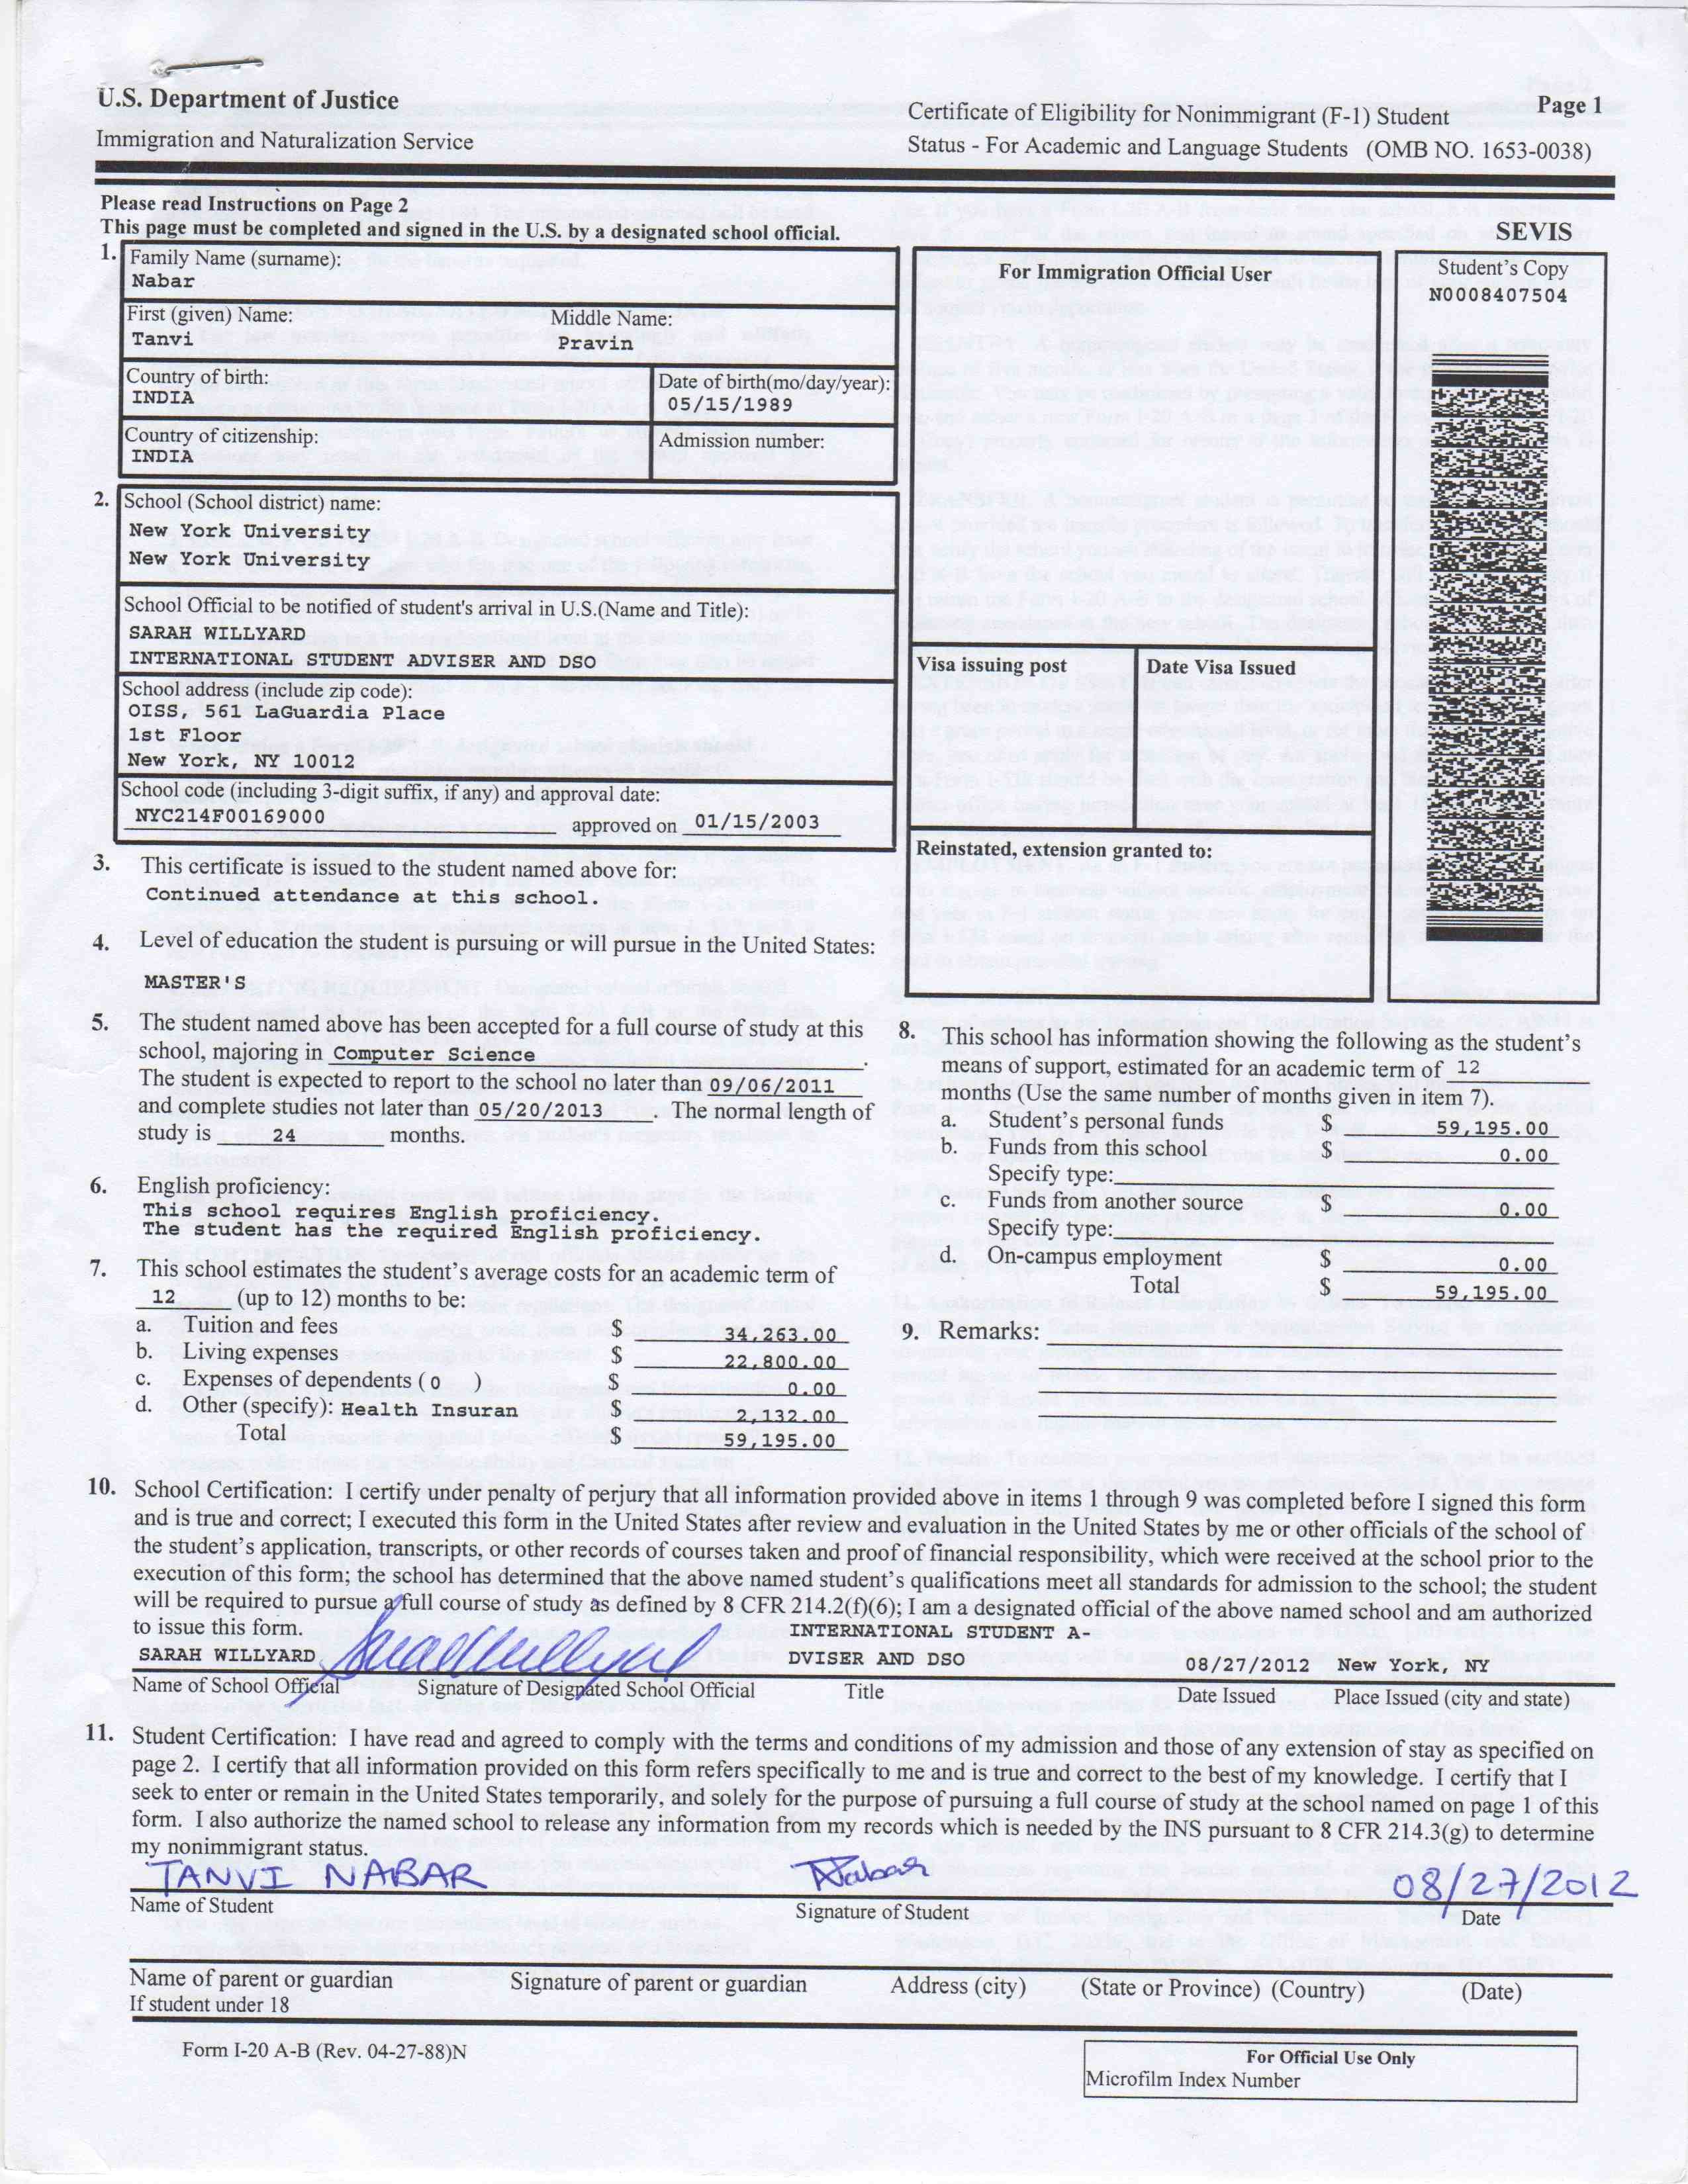 U.S. Department of Justice
Immigration and Naturalization Service
Certificate of Eligibility for Nonimmigrant (F-1) Student
Status - For Academic and Language Students (OMB NO. 1653-0038)
Page 1
Please read Instructions on Page 2
This page must be completed and signed in the U.S. by a designated school official.
SEVIS
1. Family Name (surname):
Nabar
First (given) Name: Middle Name:
Tanvi Pravin
Country of birth: Date of birth(mo/day/year):
INDIA 05/15/1989
Country of citizenship: Admission number:
INDIA
2. School (School district) name:
New York University
New York University
School Official to be notified of student's arrival in U.S.(Name and Title):
SARAH WILLYARD
INTERNATIONAL STUDENT ADVISER AND DSO
School address (include zip code):
OISS, 561 LaGuardia Place
1st Floor
New York, NY 10012
School code (including 3-digit suffix, if any) and approval date:
NYC214F00169000 approved on 01/15/2003
For Immigration Official User
Visa issuing post Date Visa Issued
Reinstated, extension granted to:
Student's Copy
N0008407504
3. This certificate is issued to the student named above for:
Continued attendance at this school.
4. Level of education the student is pursuing or will pursue in the United States:
MASTER'S
5. The student named above has been accepted for a full course of study at this
school, majoring in Computer Science .
The student is expected to report to the school no later than 09/06/2011
and complete studies not later than 05/20/2013 . The normal length of
study is 24 months.
6. English proficiency:
This school requires English proficiency.
The student has the required English proficiency.
7. This school estimates the student's average costs for an academic term of
12 (up to 12) months to be:
a. Tuition and fees $ 34,263.00
b. Living expenses $ 22,800.00
c. Expenses of dependents (0 ) $ 0.00
d. Other (specify): Health Insuran $ 2,132.00
Total $ 59,195.00
8. This school has information showing the following as the student's
means of support, estimated for an academic term of 12
months (Use the same number of months given in item 7).
a. Student's personal funds $ 59,195.00
b. Funds from this school $ 0.00
Specify type:
c. Funds from another source $ 0.00
Specify type:
d. On-campus employment $ 0.00
Total $ 59,195.00
9. Remarks:
10. School Certification: I certify under penalty of perjury that all information provided above in items 1 through 9 was completed before I signed this form
and is true and correct; I executed this form in the United States after review and evaluation in the United States by me or other officials of the school of
the student's application, transcripts, or other records of courses taken and proof of financial responsibility, which were received at the school prior to the
execution of this form; the school has determined that the above named student's qualifications meet all standards for admission to the school; the student
will be required to pursue a full course of study as defined by 8 CFR 214.2(f)(6); I am a designated official of the above named school and am authorized
to issue this form.
INTERNATIONAL STUDENT A-
SARAH WILLYARD Sarah Willyard DVISER AND DSO 08/27/2012 New York, NY
Name of School Official Signature of Designated School Official Title Date Issued Place Issued (city and state)
11. Student Certification: I have read and agreed to comply with the terms and conditions of my admission and those of any extension of stay as specified on
page 2. I certify that all information provided on this form refers specifically to me and is true and correct to the best of my knowledge. I certify that I
seek to enter or remain in the United States temporarily, and solely for the purpose of pursuing a full course of study at the school named on page 1 of this
form. I also authorize the named school to release any information from my records which is needed by the INS pursuant to 8 CFR 214.3(g) to determine
my nonimmigrant status.
TANVI NABAR TNabar 08/27/2012
Name of Student Signature of Student Date
Name of parent or guardian Signature of parent or guardian Address (city) (State or Province) (Country) (Date)
If student under 18
Form I-20 A-B (Rev. 04-27-88)N
For Official Use Only
Microfilm Index Number